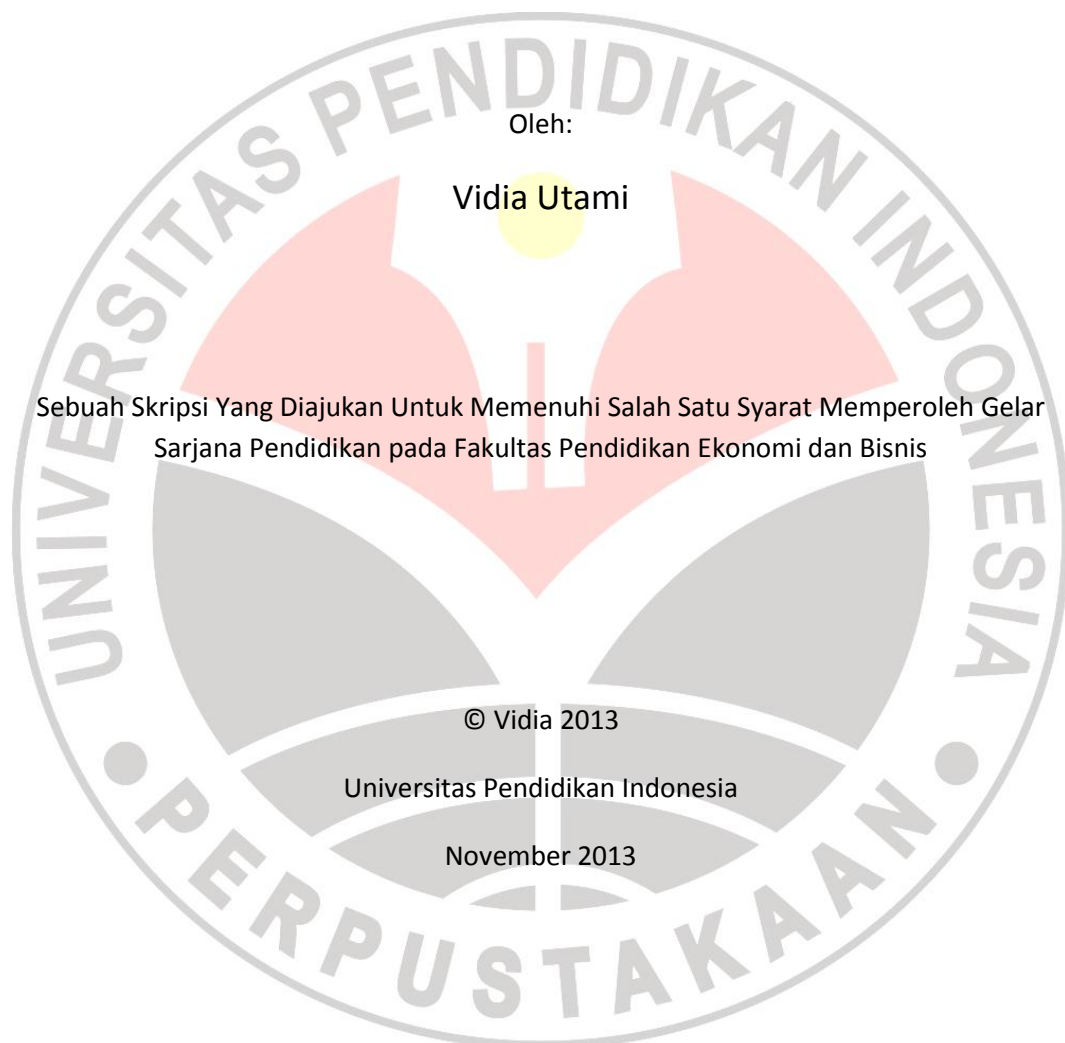 UNIVERSITAS PENDIDIKAN INDONESIA
Oleh:
Vidia Utami
Sebuah Skripsi Yang Diajukan Untuk Memenuhi Salah Satu Syarat Memperoleh Gelar
Sarjana Pendidikan pada Fakultas Pendidikan Ekonomi dan Bisnis
© Vidia 2013
Universitas Pendidikan Indonesia
November 2013
PERPUSTAKAAN